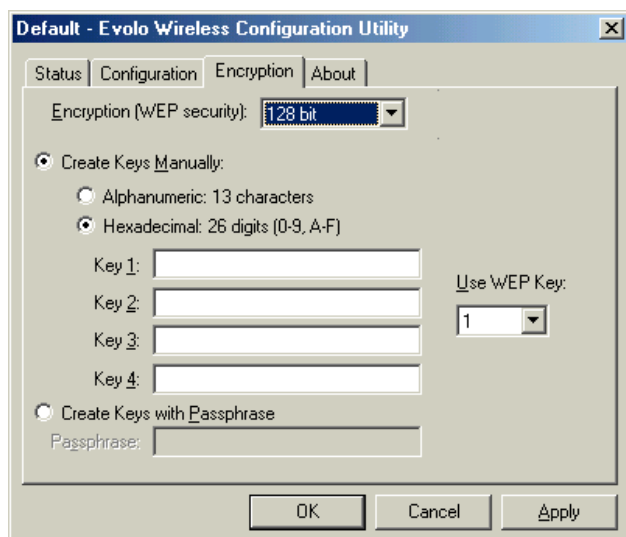 Default - Evolo Wireless Configuration Utility
Status Configuration Encryption About
Encryption (WEP security): 128 bit
Create Keys Manually:
Alphanumeric: 13 characters
Hexadecimal: 26 digits (0-9, A-F)
Key 1:
Use WEP Key:
Key 2:
1
Key 3:
Key 4:
Create Keys with Passphrase
Passphrase:
OK Cancel Apply